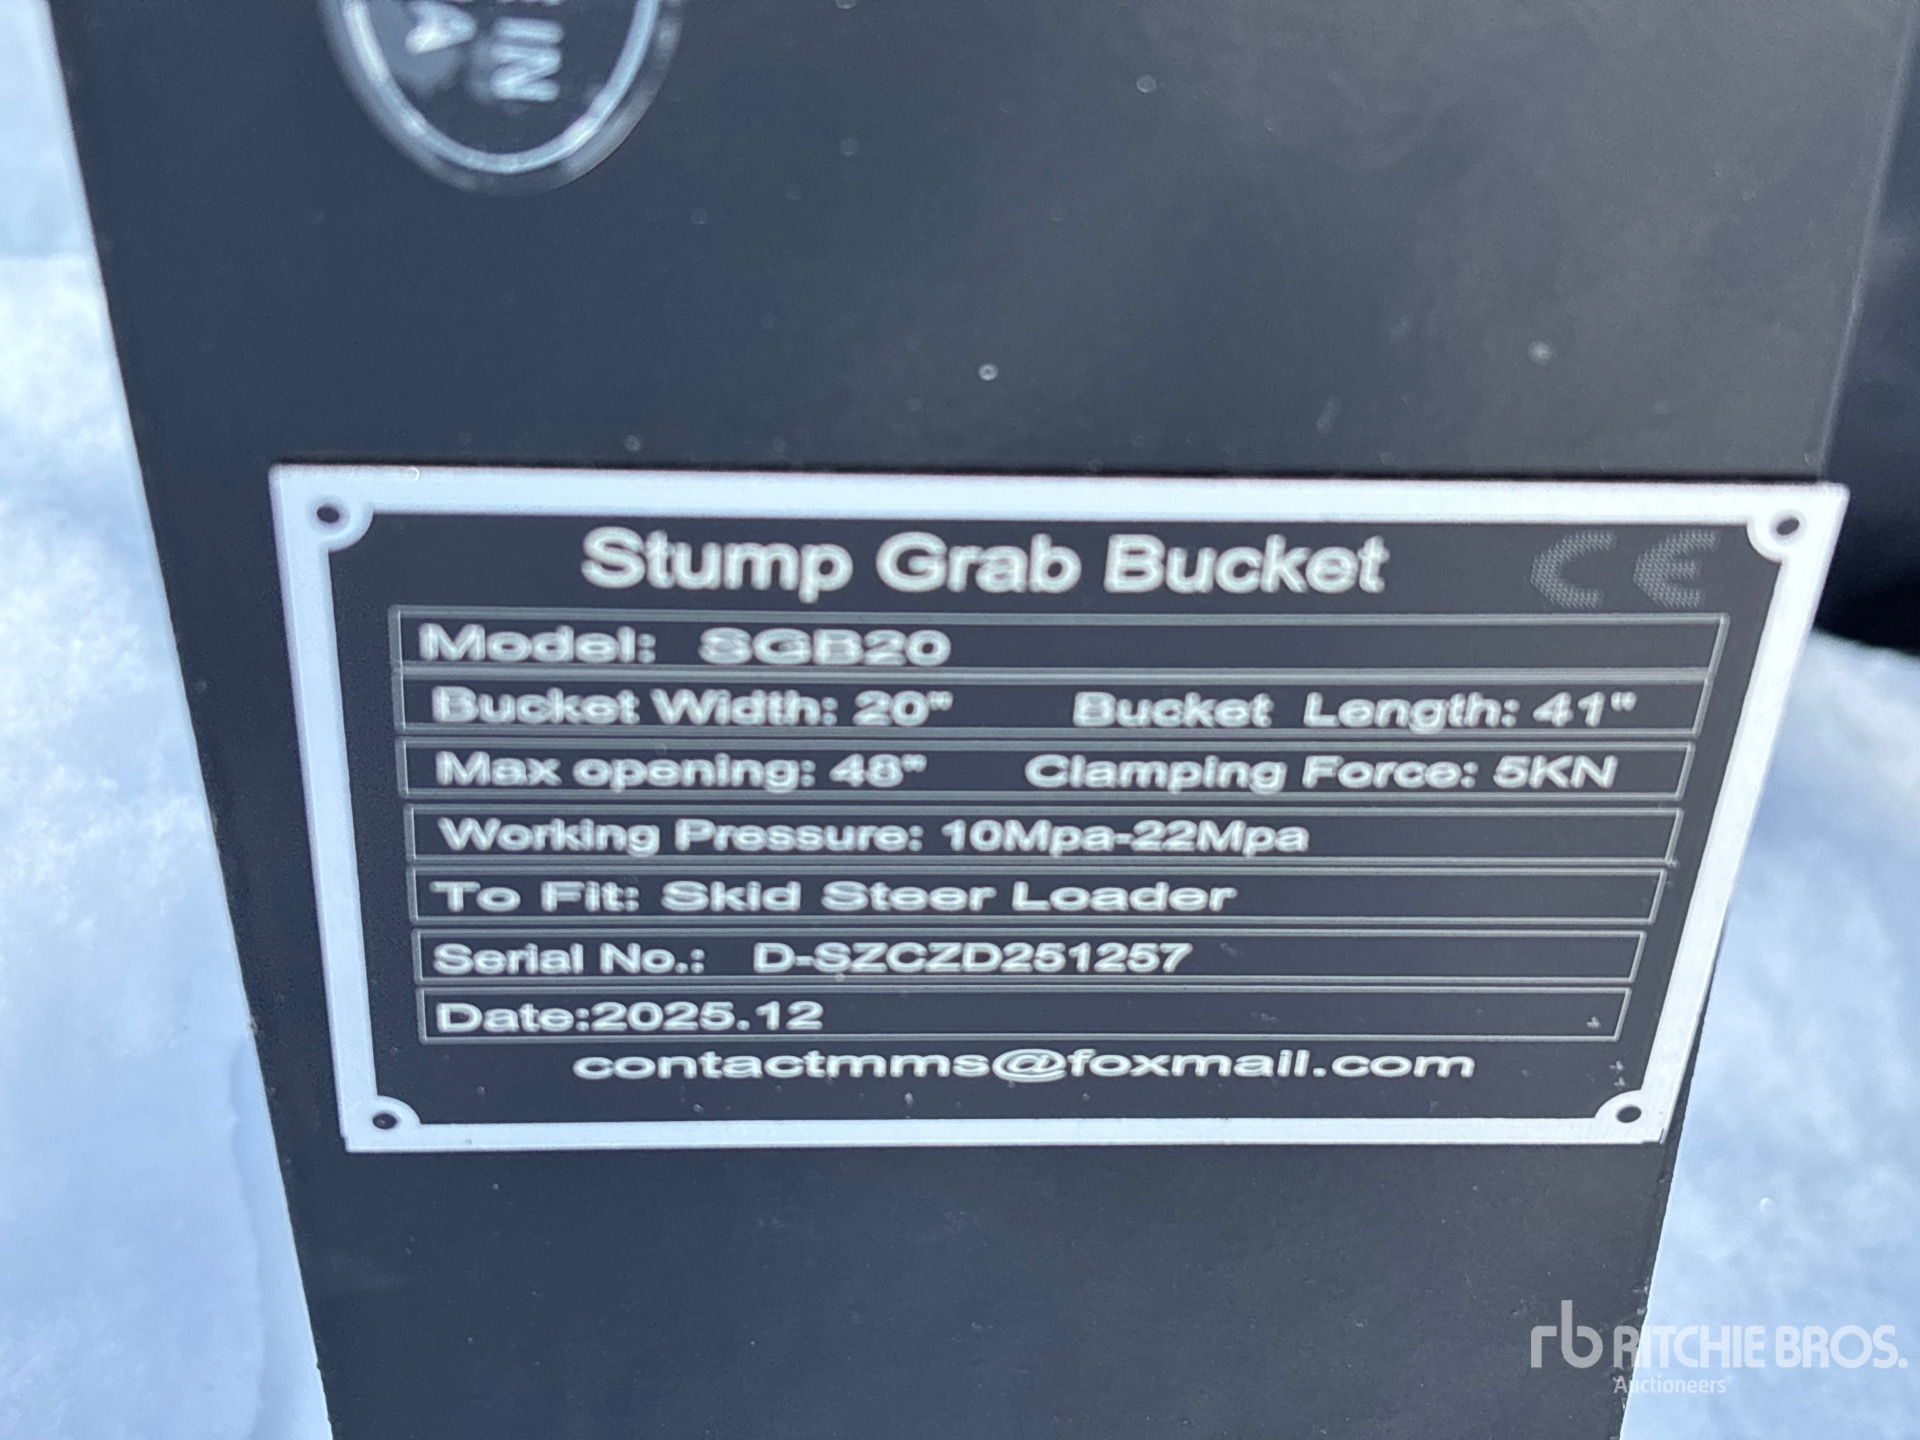 IN
A
Stump Grab Bucket
CE
Model: SGB20
Bucket Width: 20" Bucket Length: 41"
Max opening: 48" Clamping Force: 5KN
Working Pressure: 10Mpa-22Mpa
To Fit: Skid Steer Loader
Serial No.: D-SZCZD251257
Date:2025.12
contactmms@foxmail.com
rb RITCHIE BROS.
Auctioneers